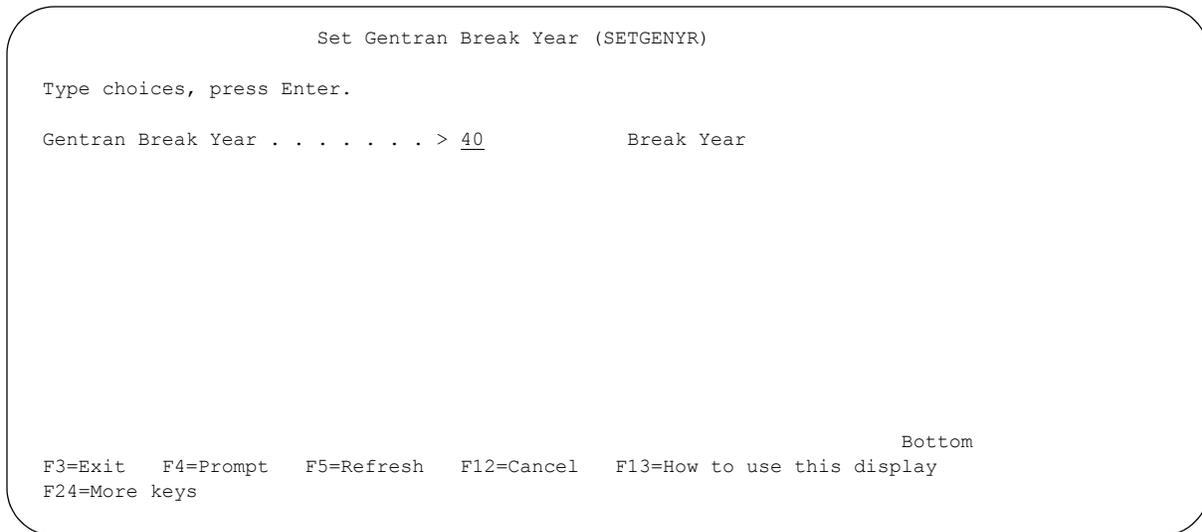 Set Gentran Break Year (SETGENYR)
Type choices, press Enter.
Gentran Break Year . . . . . . . > 40 Break Year
Bottom
F3=Exit F4=Prompt F5=Refresh F12=Cancel F13=How to use this display
F24=More keys